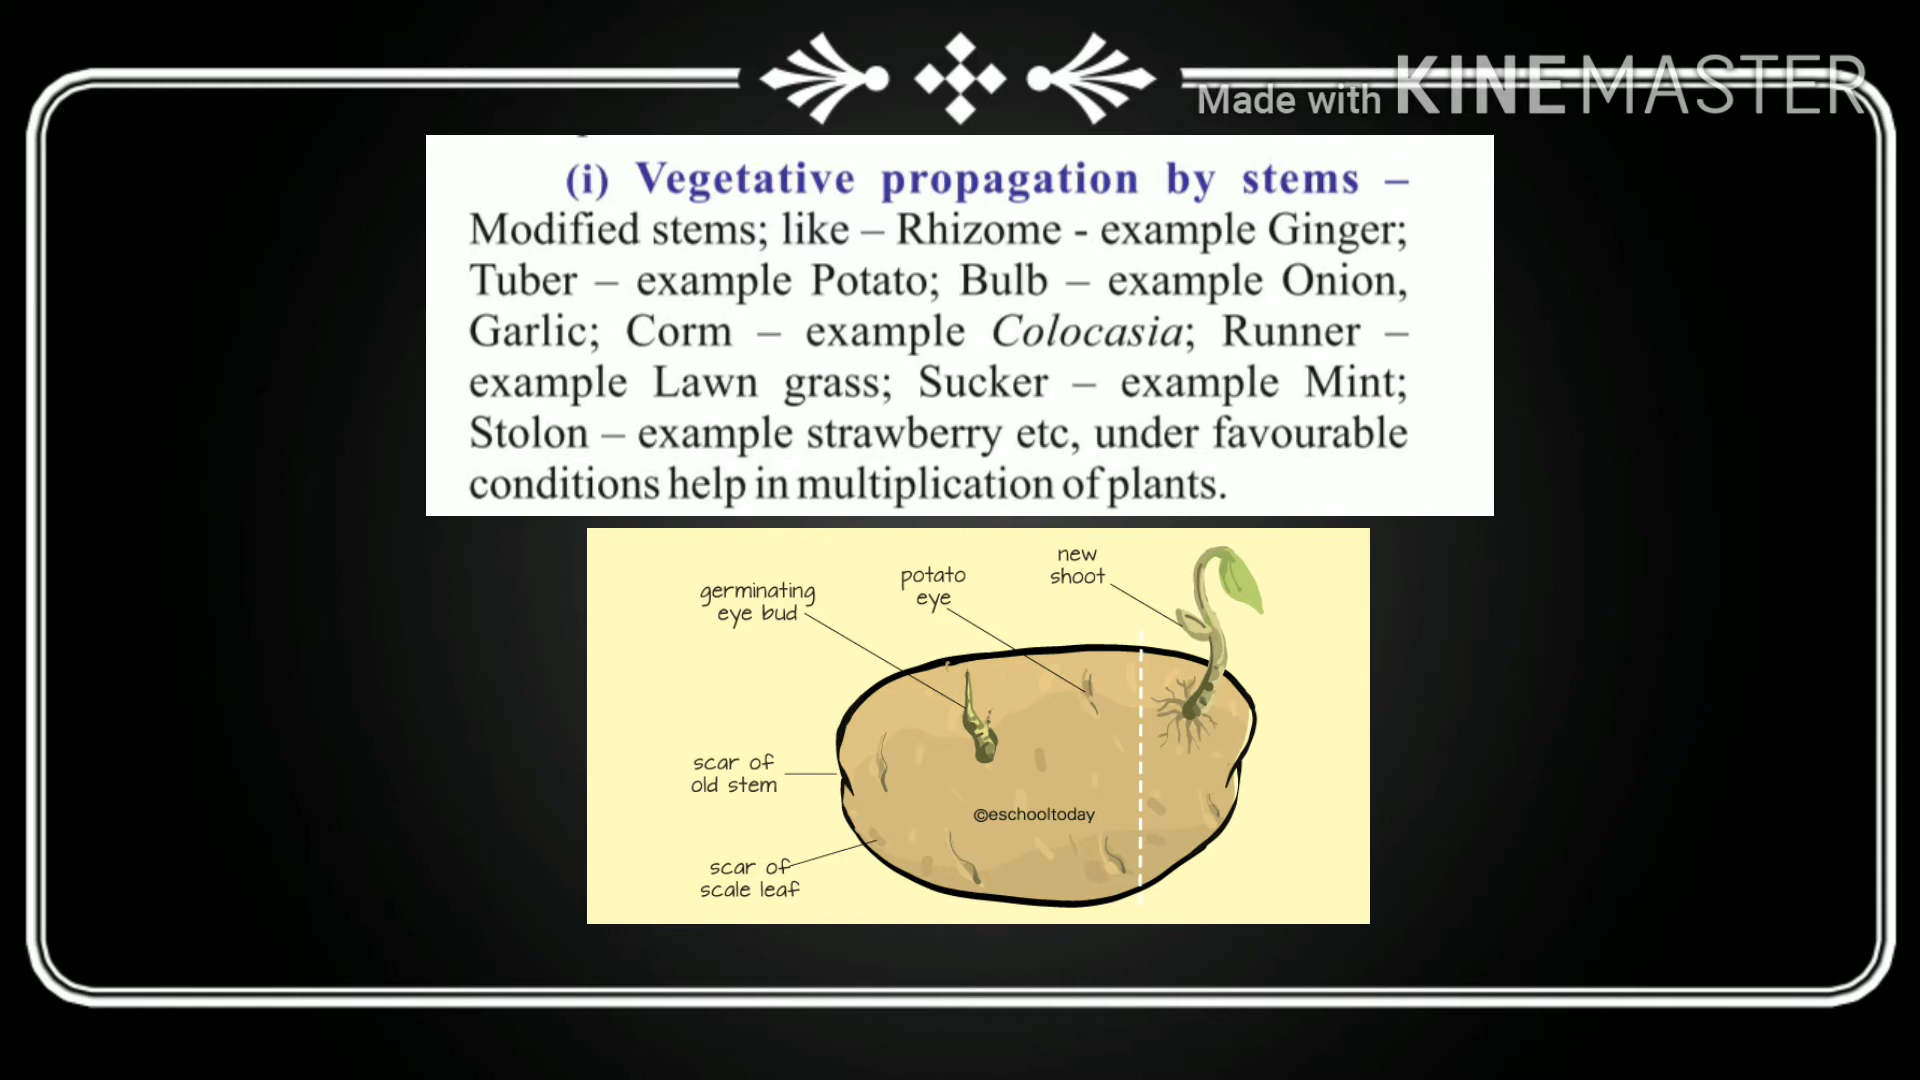 Made with KINEMASTER
(i) Vegetative propagation by stems –
Modified stems; like – Rhizome - example Ginger;
Tuber – example Potato; Bulb – example Onion,
Garlic; Corm – example Colocasia; Runner –
example Lawn grass; Sucker – example Mint;
Stolon – example strawberry etc, under favourable
conditions help in multiplication of plants.
new
shoot
potato
eye
germinating
eye bud
scar of
old stem
©eschooltoday
scar of
scale leaf